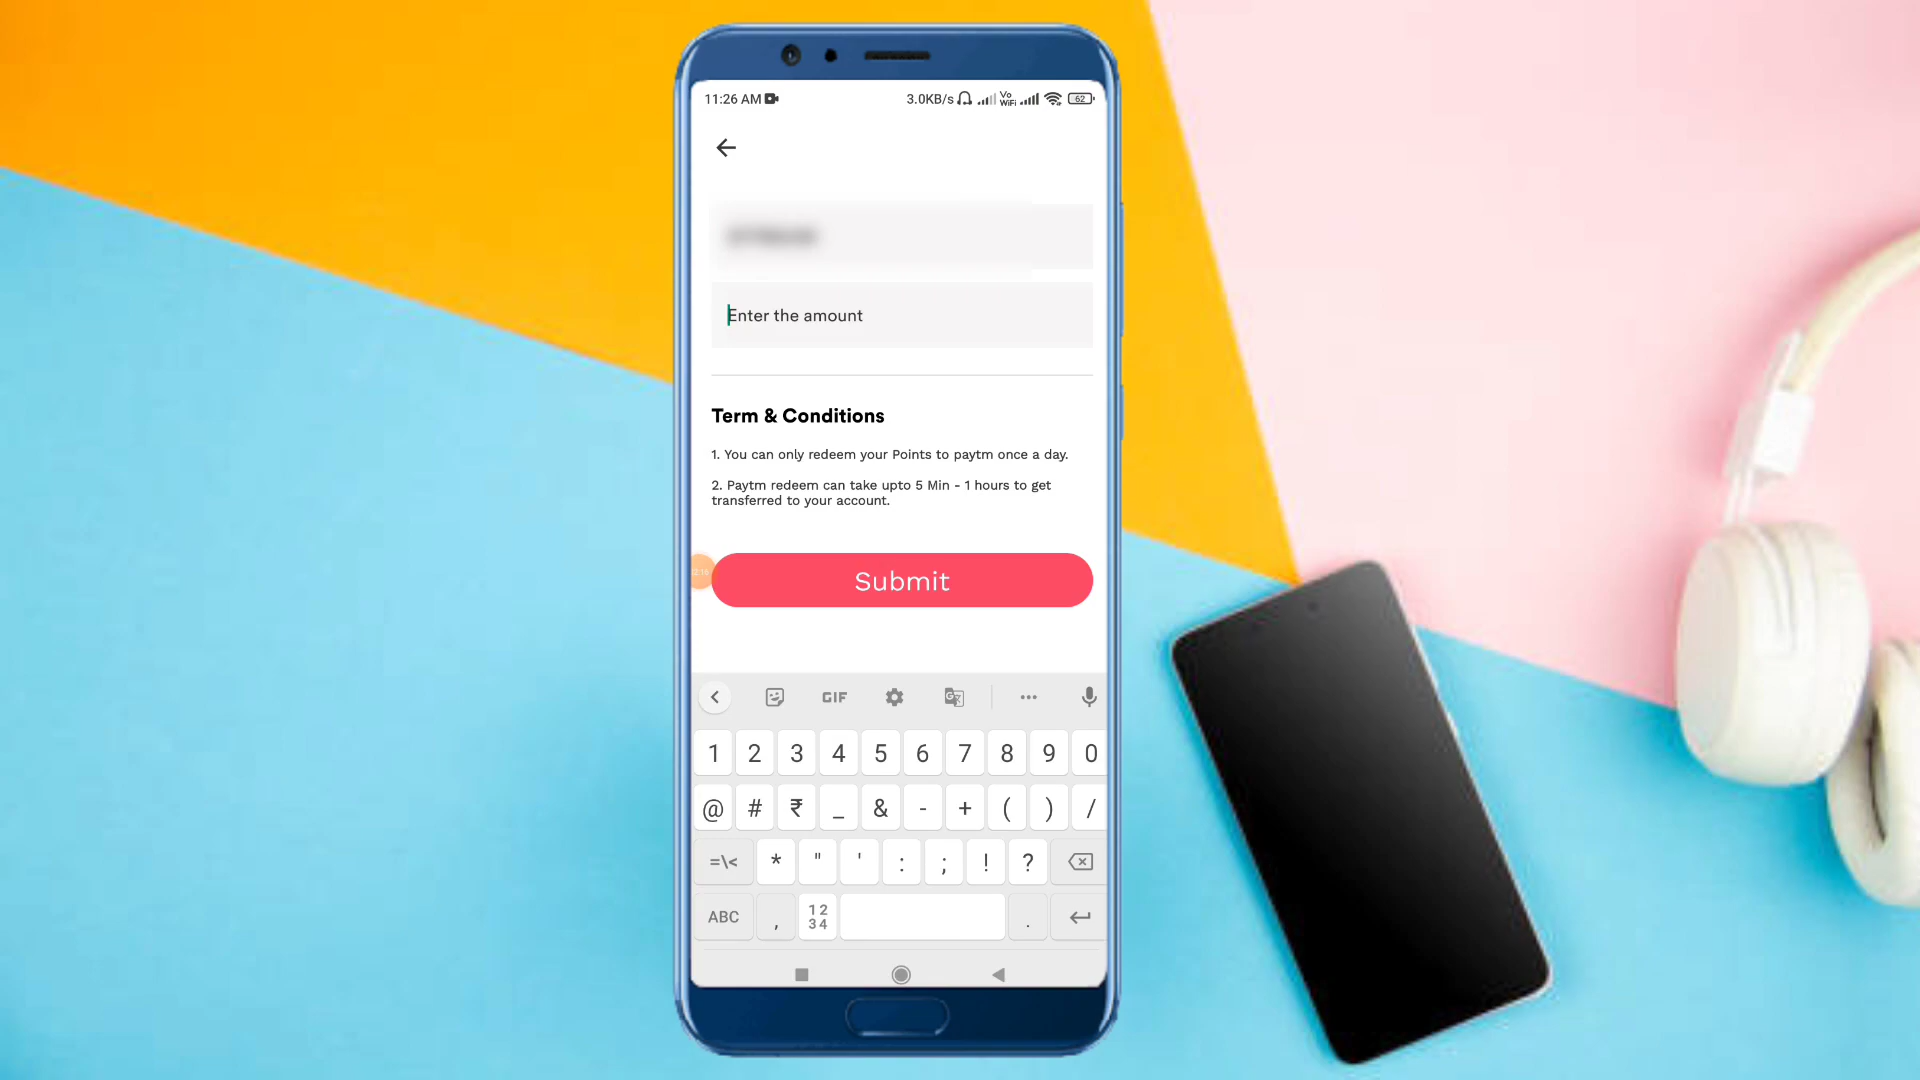 11:26 AM
3.0KB/s Vo WiFi 62
Enter the amount
Term & Conditions
1. You can only redeem your Points to paytm once a day.
2. Paytm redeem can take upto 5 Min - 1 hours to get
transferred to your account.
Submit
GIF
1 2 3 4 5 6 7 8 9 0
@ # ₹ _ & - + ( ) /
=\< * " ' : ; ! ?
ABC , 12 34 .